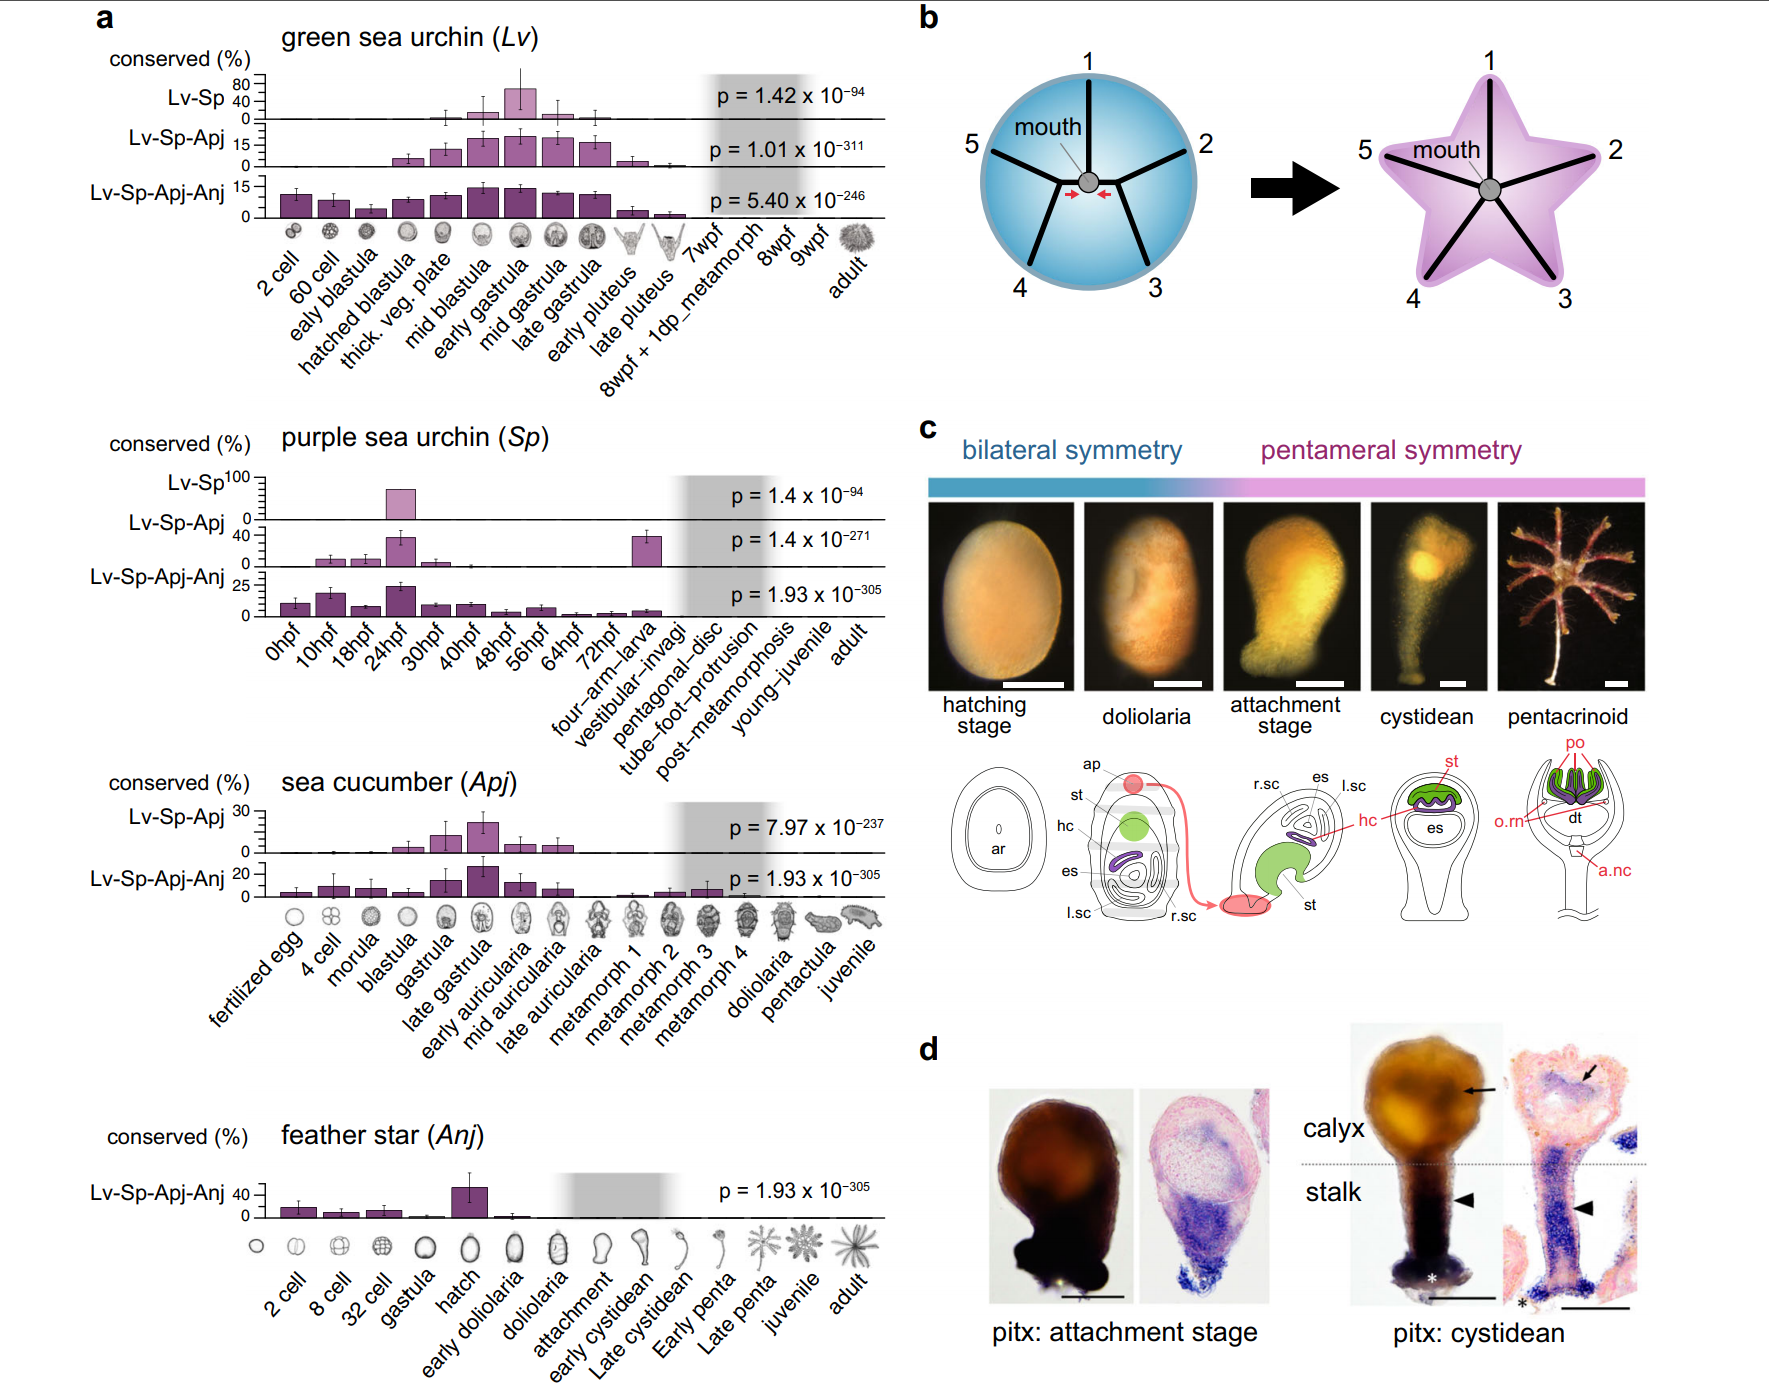 a
green sea urchin (Lv)
conserved (%)
Lv-Sp
80
40
0
p = 1.42 x 10⁻⁹⁴
Lv-Sp-Apj
15
0
p = 1.01 x 10⁻³¹¹
Lv-Sp-Apj-Anj
15
0
p = 5.40 x 10⁻²⁴⁶
2 cell
60 cell
ealy blastula
hatched blastula
thick. veg. plate
mid blastula
early gastrula
mid gastrula
late gastrula
early pluteus
late pluteus
7wpf
8wpf + 1dp_metamorph
8wpf
9wpf
adult
conserved (%)
purple sea urchin (Sp)
Lv-Sp
100
0
p = 1.4 x 10⁻⁹⁴
Lv-Sp-Apj
40
0
p = 1.4 x 10⁻²⁷¹
Lv-Sp-Apj-Anj
25
0
p = 1.93 x 10⁻³⁰⁵
0hpf
10hpf
18hpf
24hpf
30hpf
40hpf
48hpf
56hpf
64hpf
72hpf
four–arm–larva
vestibular–invagi
pentagonal–disc
tube–foot–protrusion
post–metamorphosis
young–juvenile
adult
conserved (%)
sea cucumber (Apj)
Lv-Sp-Apj
30
0
p = 7.97 x 10⁻²³⁷
Lv-Sp-Apj-Anj
20
0
p = 1.93 x 10⁻³⁰⁵
fertilized egg
4 cell
morula
blastula
gastrula
late gastrula
early auricularia
mid auricularia
late auricularia
metamorph 1
metamorph 2
metamorph 3
metamorph 4
doliolaria
pentactula
juvenile
conserved (%)
feather star (Anj)
Lv-Sp-Apj-Anj
40
0
p = 1.93 x 10⁻³⁰⁵
2 cell
8 cell
32 cell
gastula
hatch
early doliolaria
doliolaria
attachment
early cystidean
Late cystidean
Early penta
Late penta
juvenile
adult
b
1
2
3
4
5
mouth
1
2
3
4
5
mouth
c
bilateral symmetry
pentameral symmetry
hatching
stage
doliolaria
attachment
stage
cystidean
pentacrinoid
ar
ap
st
hc
es
l.sc
r.sc
r.sc
es
l.sc
hc
st
st
es
po
o.rn
dt
a.nc
d
calyx
stalk
*
*
pitx: attachment stage
pitx: cystidean